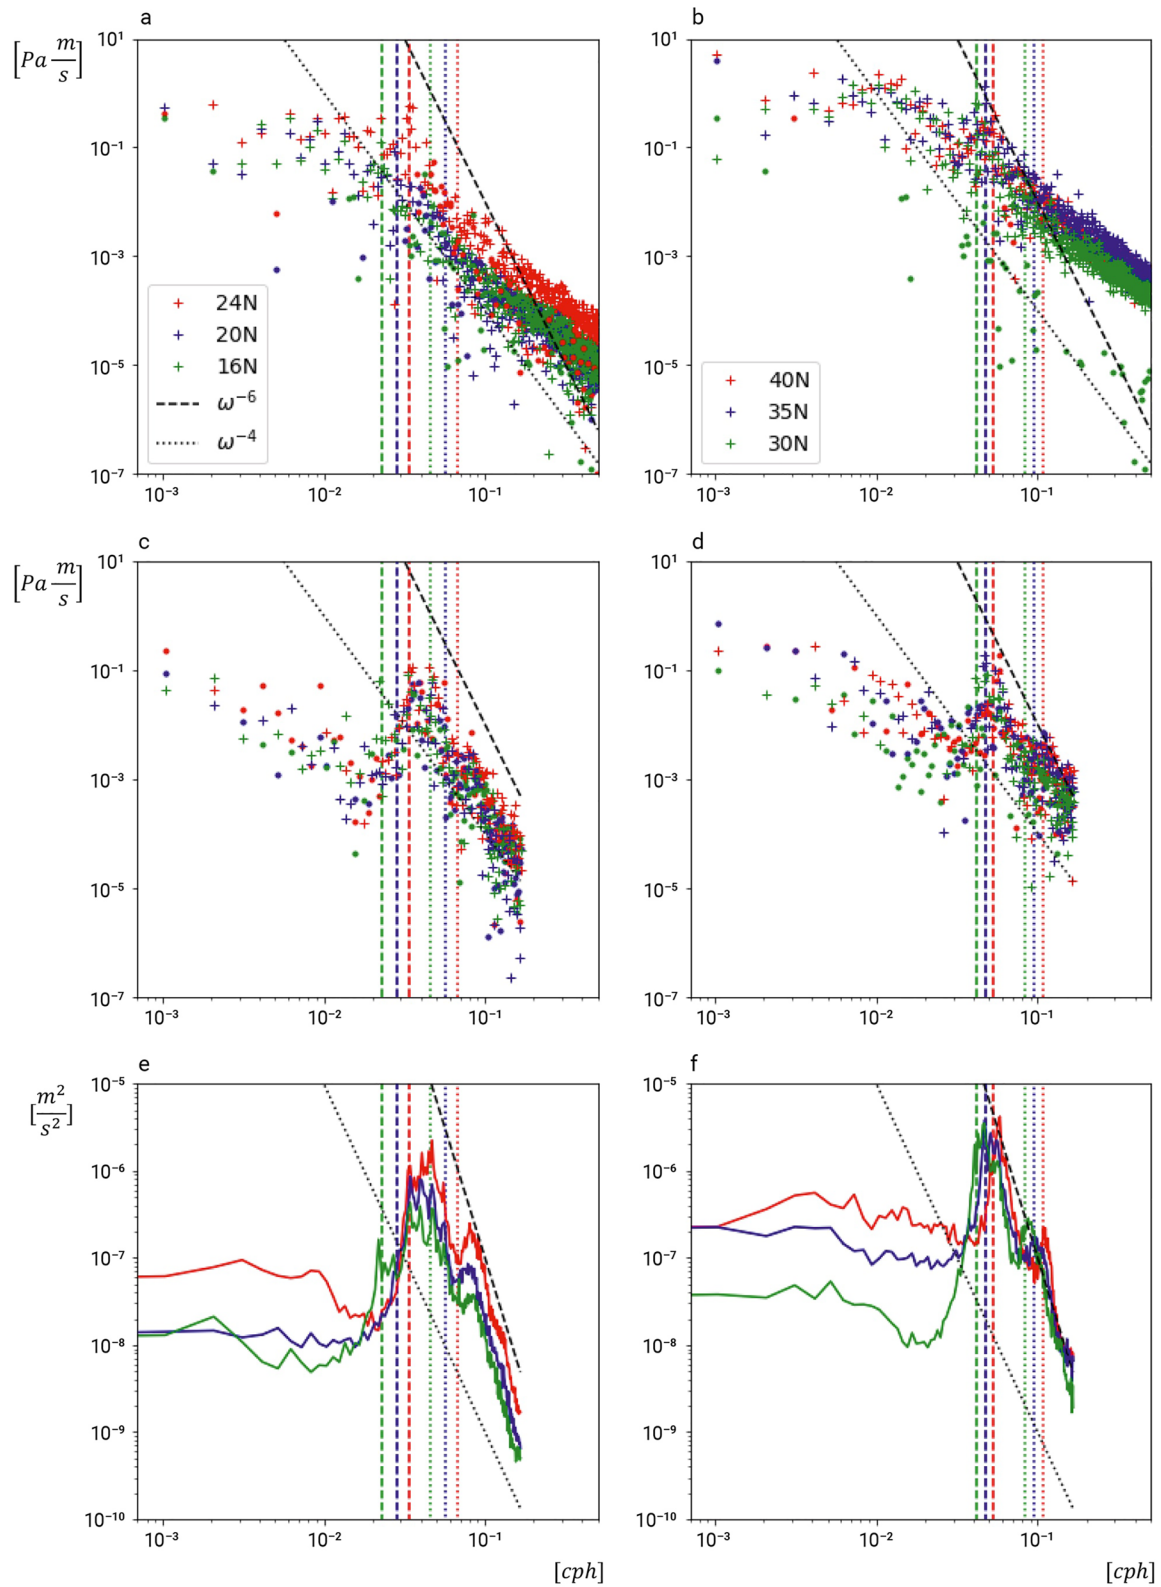 a
b
[Pa m/s]
10¹
10⁻¹
10⁻³
10⁻⁵
10⁻⁷
24N
20N
16N
ω⁻⁶
ω⁻⁴
10⁻³
10⁻²
10⁻¹
10¹
10⁻¹
10⁻³
10⁻⁵
10⁻⁷
40N
35N
30N
10⁻³
10⁻²
10⁻¹
c
d
[Pa m/s]
10¹
10⁻¹
10⁻³
10⁻⁵
10⁻⁷
10⁻³
10⁻²
10⁻¹
10¹
10⁻¹
10⁻³
10⁻⁵
10⁻⁷
10⁻³
10⁻²
10⁻¹
e
f
[m²/s²]
10⁻⁵
10⁻⁶
10⁻⁷
10⁻⁸
10⁻⁹
10⁻¹⁰
10⁻³
10⁻²
10⁻¹
[cph]
10⁻⁵
10⁻⁶
10⁻⁷
10⁻⁸
10⁻⁹
10⁻¹⁰
10⁻³
10⁻²
10⁻¹
[cph]